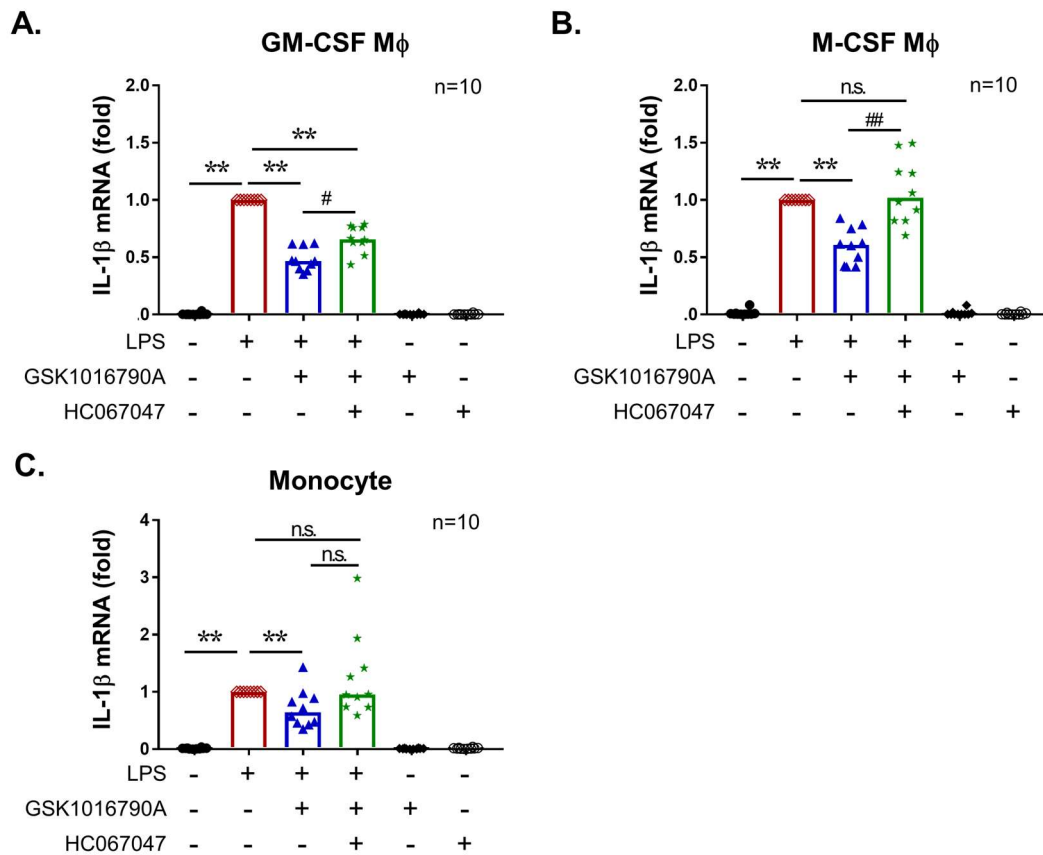 A.
GM-CSF Mϕ
n=10
IL-1β mRNA (fold)
2.0
1.5
1.0
0.5
.0
**
** ** #
LPS - + + + - -
GSK1016790A - - + + + -
HC067047 - - - + - +
B.
M-CSF Mϕ
n=10
IL-1β mRNA (fold)
2.0
1.5
1.0
0.5
.0
n.s.
##
** **
LPS - + + + - -
GSK1016790A - - + + + -
HC067047 - - - + - +
C.
Monocyte
n=10
IL-1β mRNA (fold)
4
3
2
1
0
n.s.
n.s.
** **
LPS - + + + - -
GSK1016790A - - + + + -
HC067047 - - - + - +